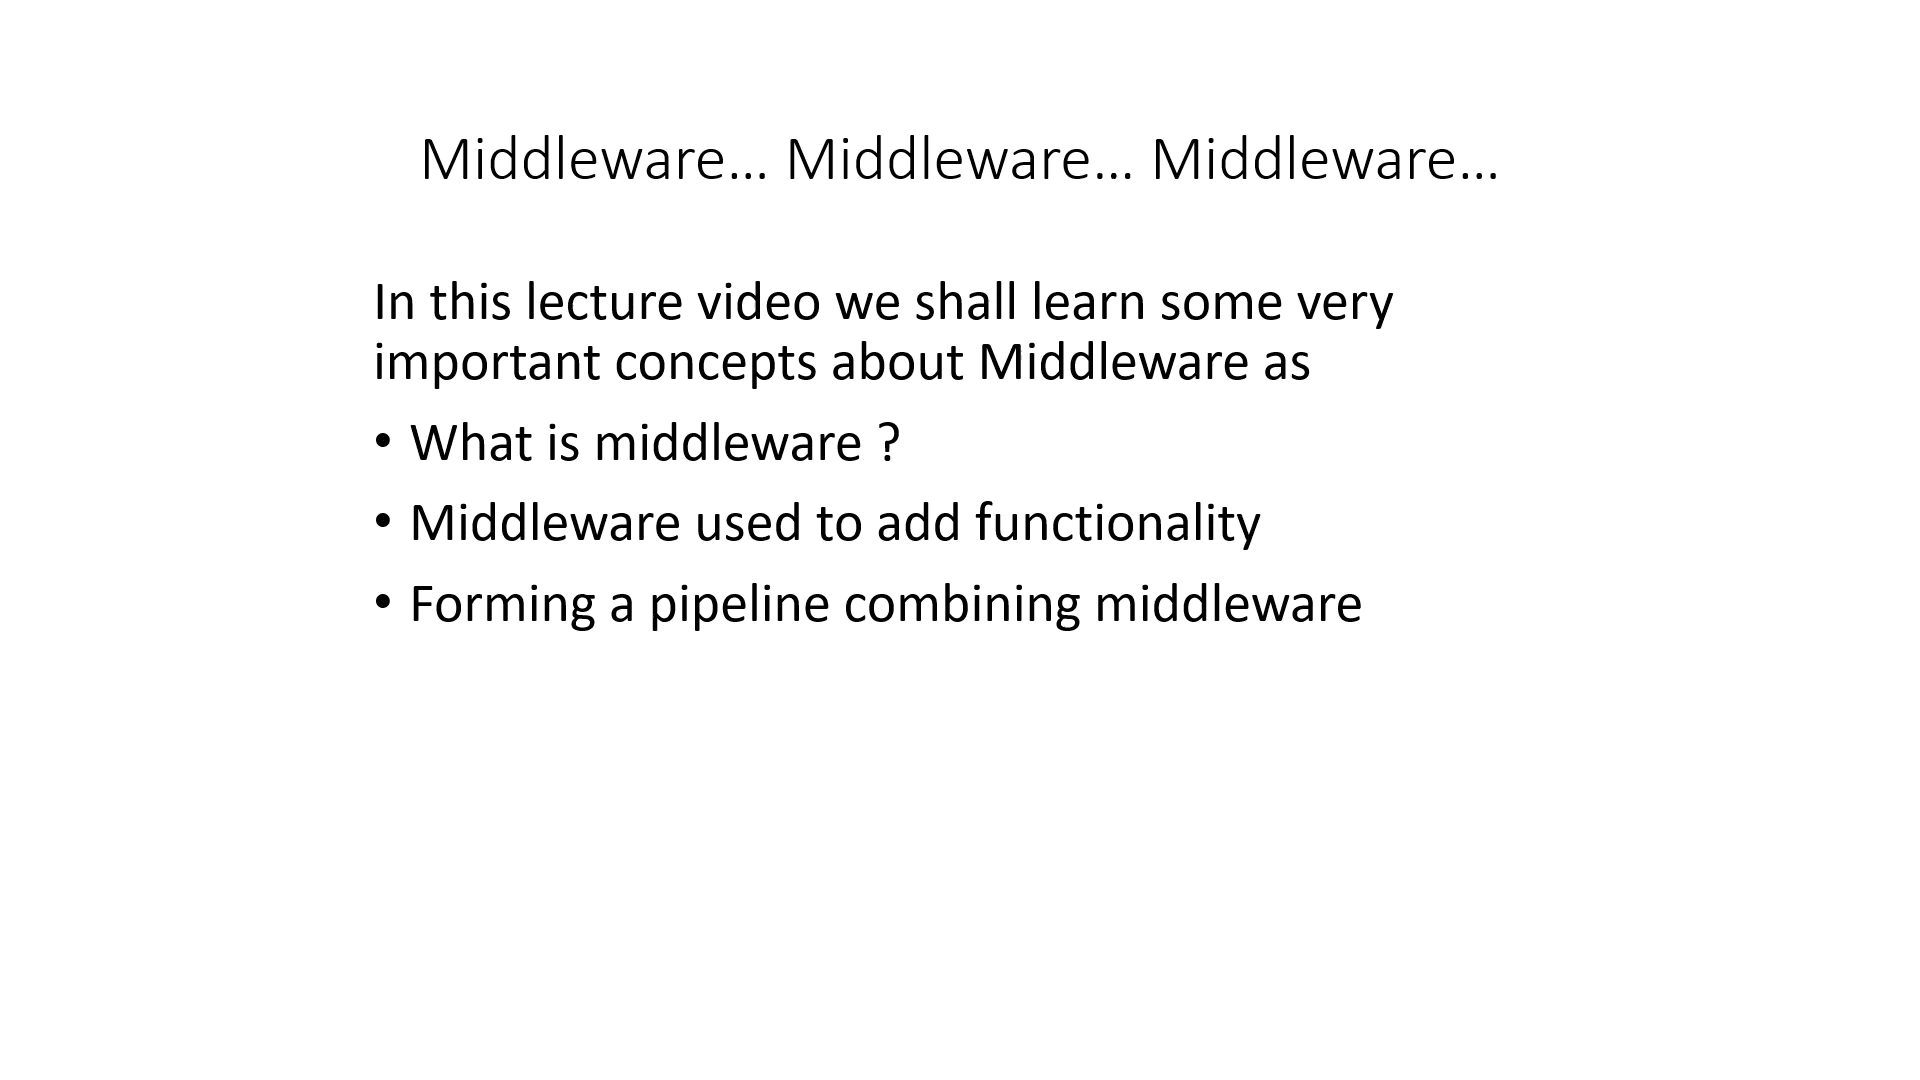 Middleware... Middleware... Middleware...
In this lecture video we shall learn some very
important concepts about Middleware as
• What is middleware ?
• Middleware used to add functionality
• Forming a pipeline combining middleware